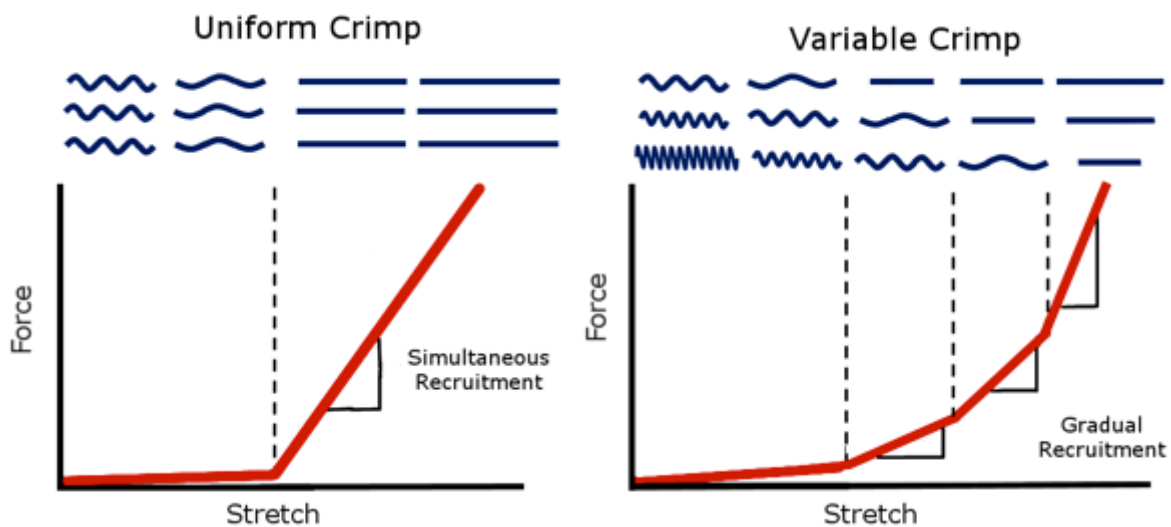 Uniform Crimp
Force
Simultaneous
Recruitment
Stretch
Variable Crimp
Force
Gradual
Recruitment
Stretch